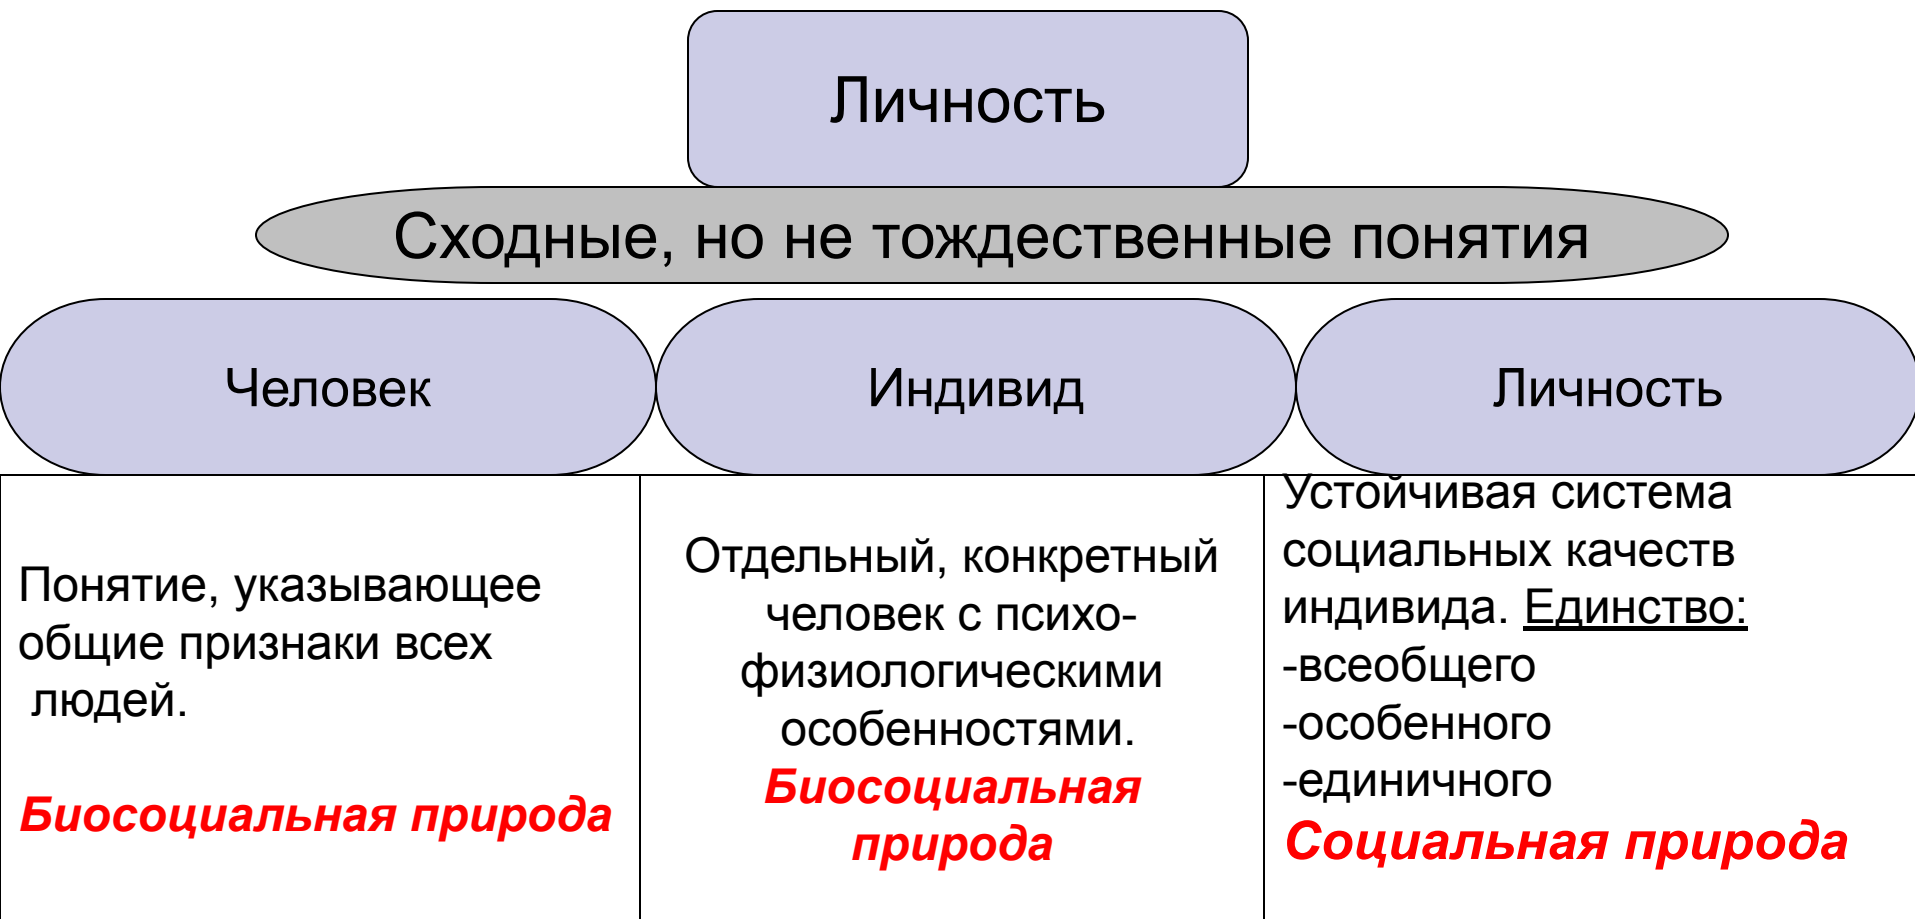 Личность
Сходные, но не тождественные понятия
Человек
Индивид
Личность
Понятие, указывающее
общие признаки всех
людей.
Биосоциальная природа
Отдельный, конкретный
человек с психо-
физиологическими
особенностями.
Биосоциальная
природа
Устойчивая система
социальных качеств
индивида. Единство:
-всеобщего
-особенного
-единичного
Социальная природа